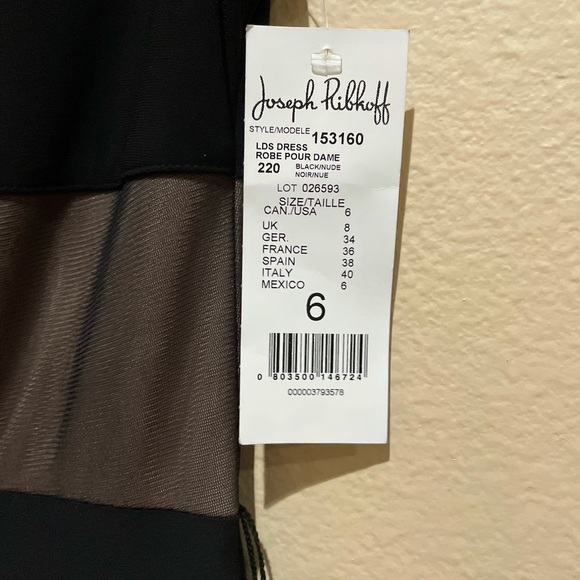 Joseph Ribkoff
STYLE/MODELE 153160
LDS DRESS
ROBE POUR DAME
220 BLACK/NUDE
NOIR/NUE
LOT 026593
SIZE/TAILLE
CAN./USA 6
UK 8
GER. 34
FRANCE 36
SPAIN 38
ITALY 40
MEXICO 6
6
0 803500 146724
000003793578